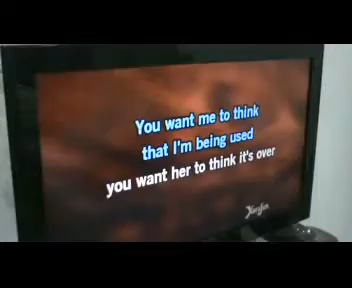 You want me to think
that I'm being used
you want her to think it's over